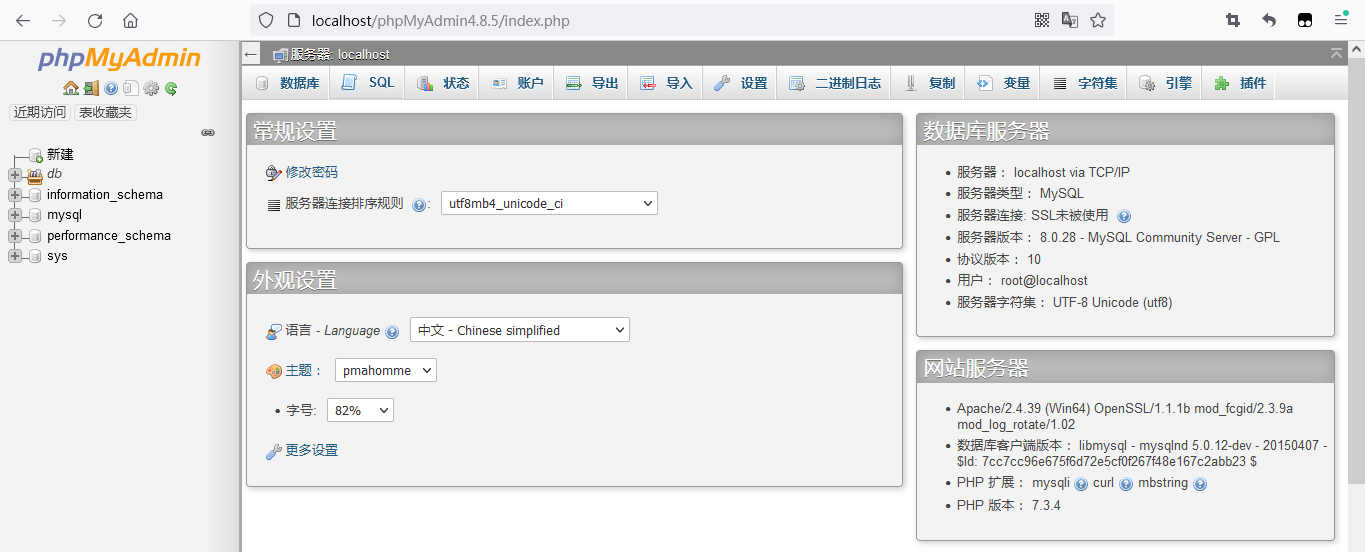 localhost/phpMyAdmin4.8.5/index.php
phpMyAdmin
近期访问 表收藏夹
新建
db
information_schema
mysql
performance_schema
sys
服务器: localhost
数据库 SQL 状态 账户 导出 导入 设置 二进制日志 复制 变量 字符集 引擎 插件
常规设置
修改密码
服务器连接排序规则 : utf8mb4_unicode_ci
外观设置
语言 - Language 中文 - Chinese simplified
主题： pmahomme
字号: 82%
更多设置
数据库服务器
服务器： localhost via TCP/IP
服务器类型： MySQL
服务器连接: SSL未被使用
服务器版本： 8.0.28 - MySQL Community Server - GPL
协议版本： 10
用户： root@localhost
服务器字符集： UTF-8 Unicode (utf8)
网站服务器
Apache/2.4.39 (Win64) OpenSSL/1.1.1b mod_fcgid/2.3.9a
mod_log_rotate/1.02
数据库客户端版本： libmysql - mysqlnd 5.0.12-dev - 20150407 -
$Id: 7cc7cc96e675f6d72e5cf0f267f48e167c2abb23 $
PHP 扩展： mysqli curl mbstring
PHP 版本： 7.3.4